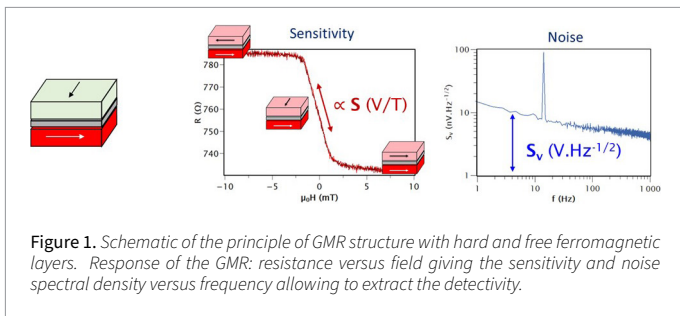 Sensitivity
Noise
780
770
760
750
740
R (Ω)
∝ S (V/T)
-10
-5
0
5
10
μ₀H (mT)
100
10
1
Sᵥ (nV.Hz⁻¹/²)
Sᵥ (V.Hz⁻¹/²)
1
10
100
1 000
f (Hz)
Figure 1. Schematic of the principle of GMR structure with hard and free ferromagnetic
layers. Response of the GMR: resistance versus field giving the sensitivity and noise
spectral density versus frequency allowing to extract the detectivity.